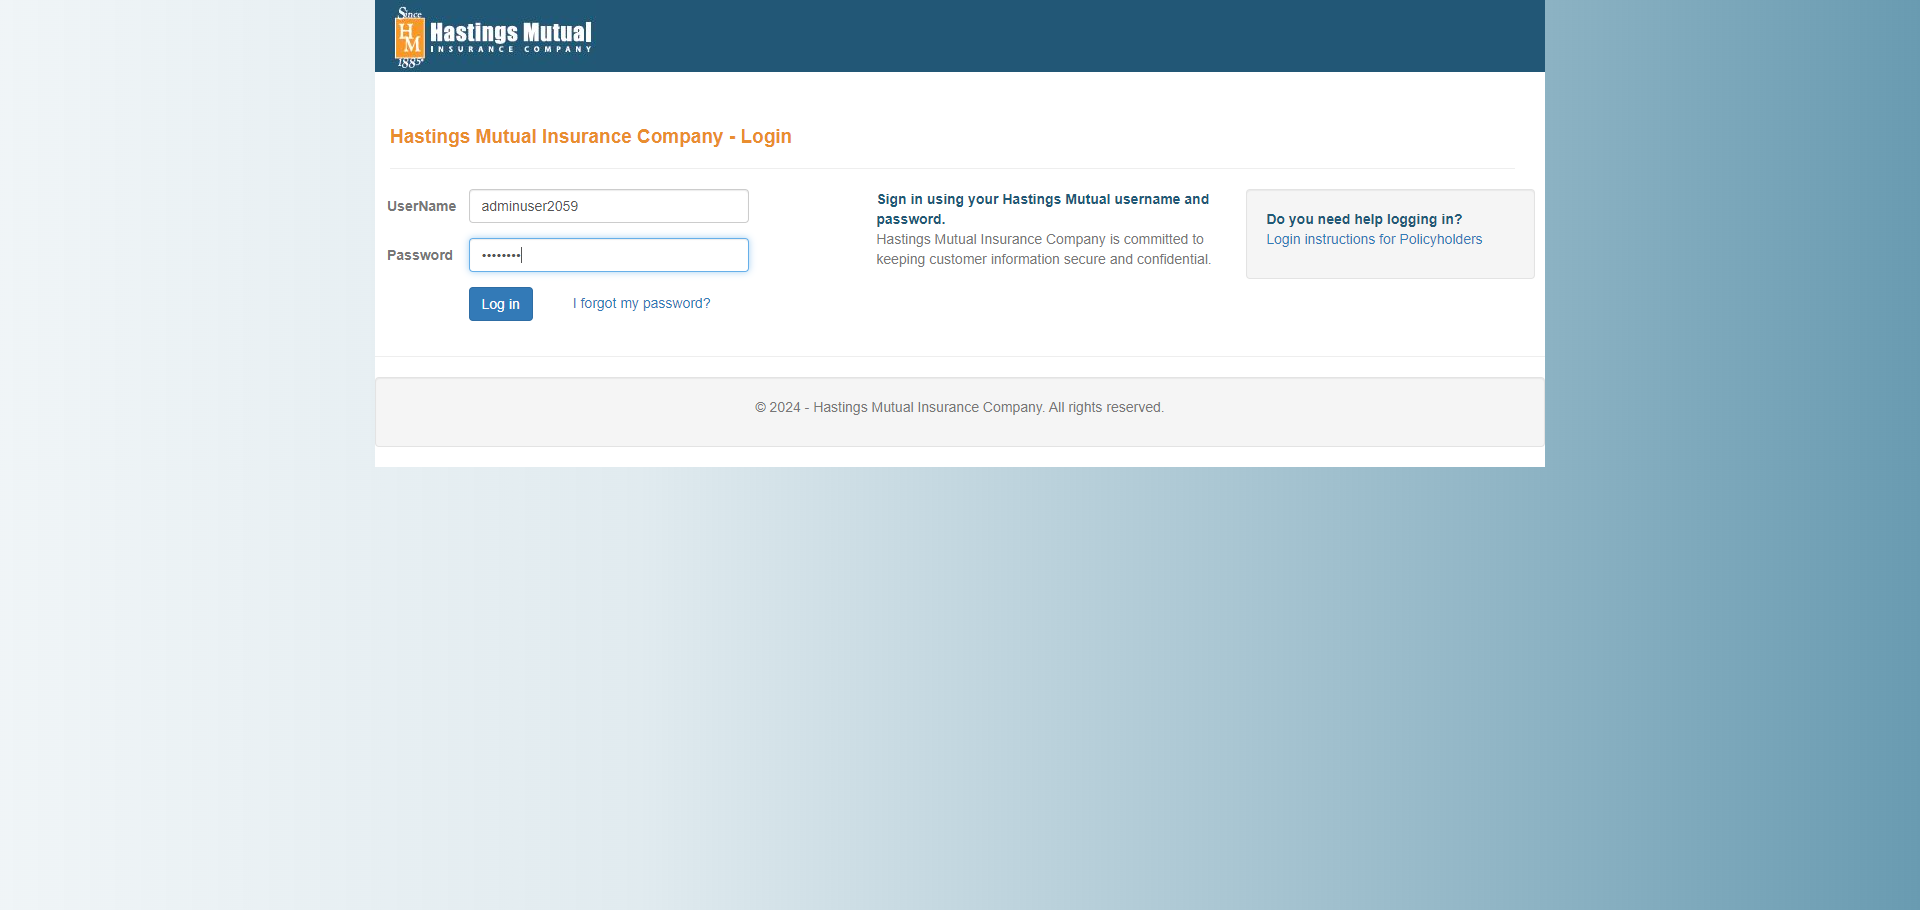 Since
HM
1885
Hastings Mutual
INSURANCE COMPANY
Hastings Mutual Insurance Company - Login
UserName
adminuser2059
Password
••••••••
Log in
I forgot my password?
Sign in using your Hastings Mutual username and
password.
Hastings Mutual Insurance Company is committed to
keeping customer information secure and confidential.
Do you need help logging in?
Login instructions for Policyholders
© 2024 - Hastings Mutual Insurance Company. All rights reserved.